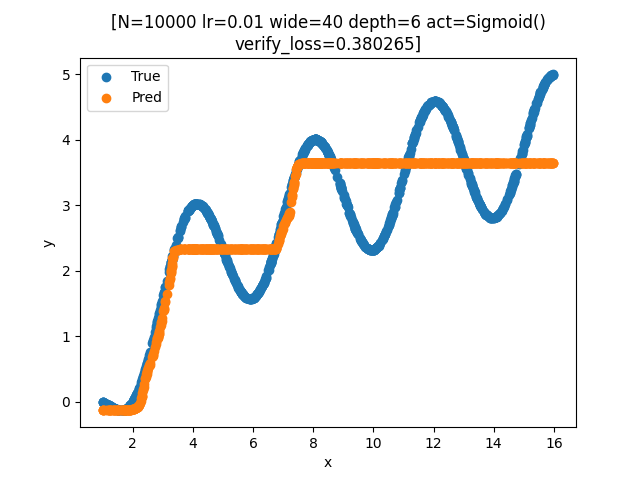 [N=10000 lr=0.01 wide=40 depth=6 act=Sigmoid()
verify_loss=0.380265]
True
Pred
5
4
3
2
1
0
y
2 4 6 8 10 12 14 16
x